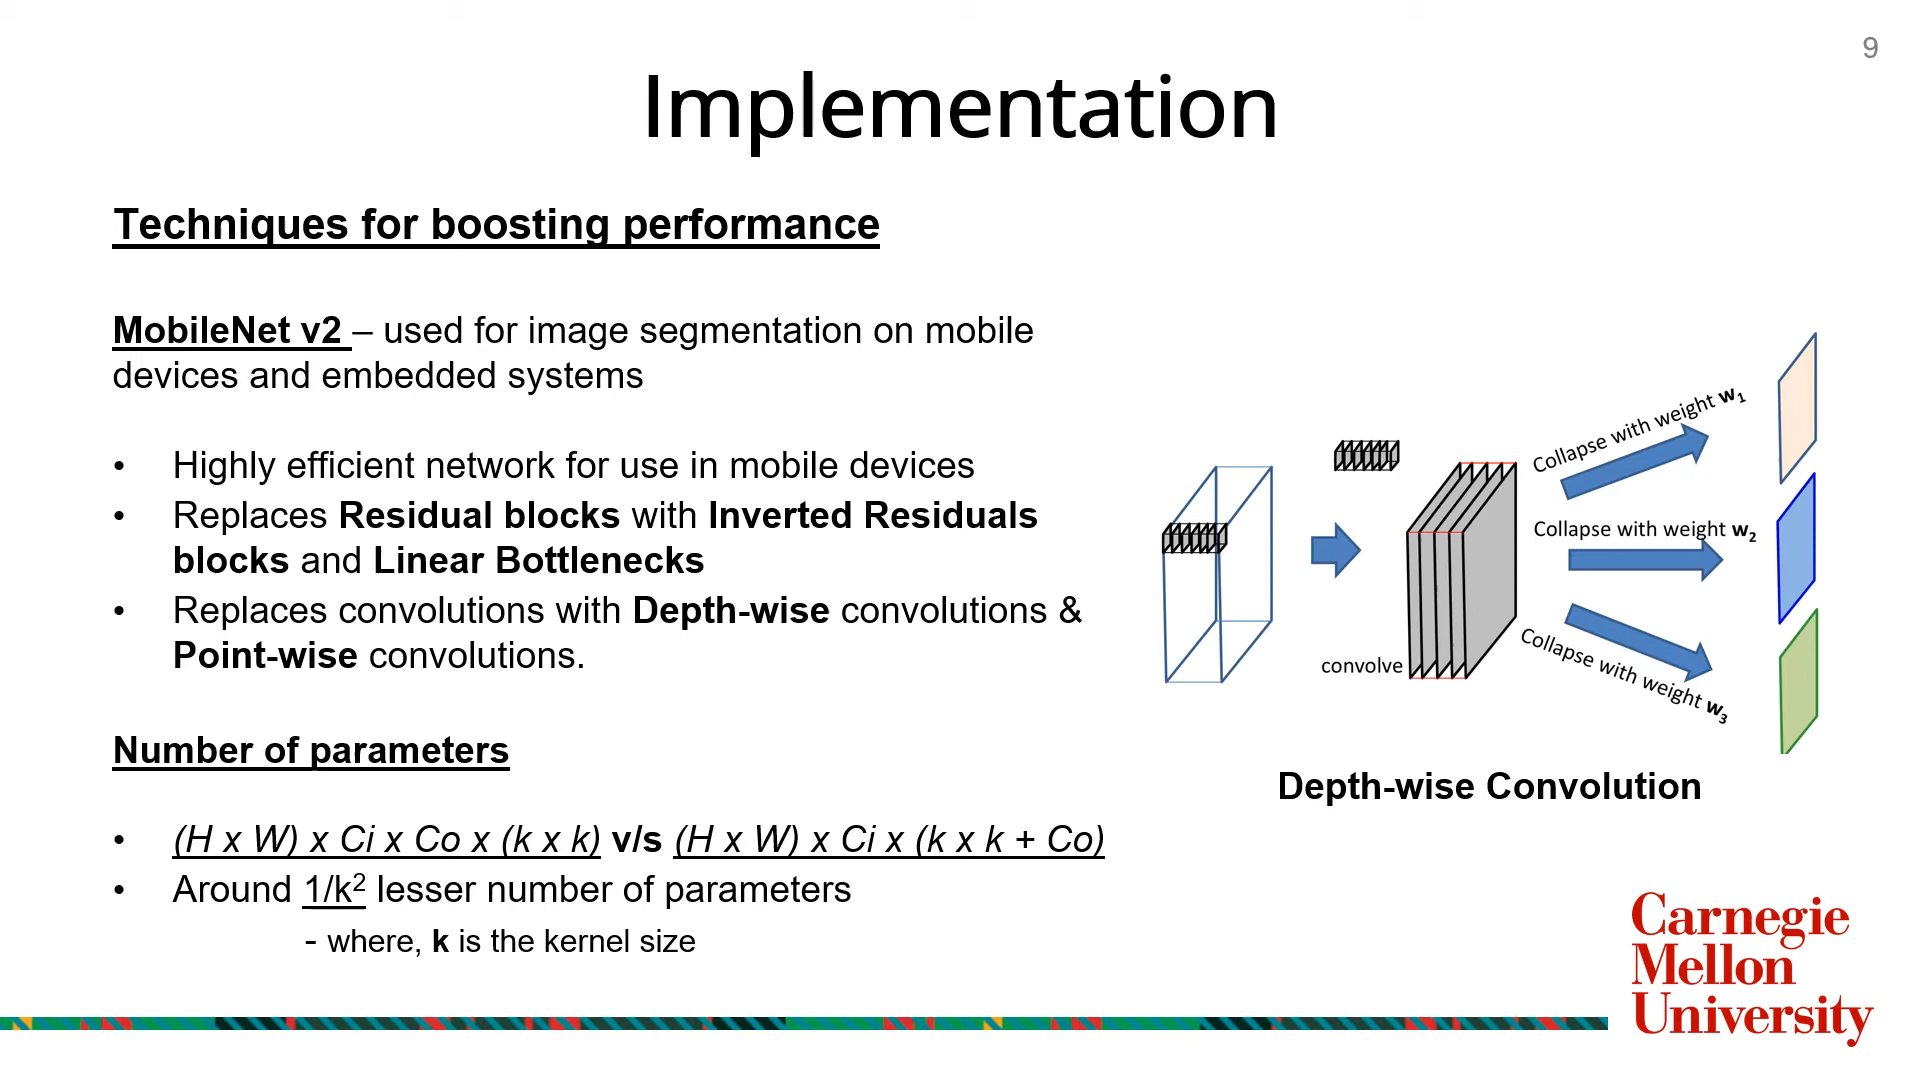 9
Implementation
Techniques for boosting performance
MobileNet v2 – used for image segmentation on mobile
devices and embedded systems
• Highly efficient network for use in mobile devices
• Replaces Residual blocks with Inverted Residuals
blocks and Linear Bottlenecks
• Replaces convolutions with Depth-wise convolutions &
Point-wise convolutions.
Number of parameters
• (H x W) x Ci x Co x (k x k) v/s (H x W) x Ci x (k x k + Co)
• Around 1/k² lesser number of parameters
- where, k is the kernel size
convolve
Collapse with weight w₁
Collapse with weight w₂
Collapse with weight w₃
Depth-wise Convolution
Carnegie
Mellon
University